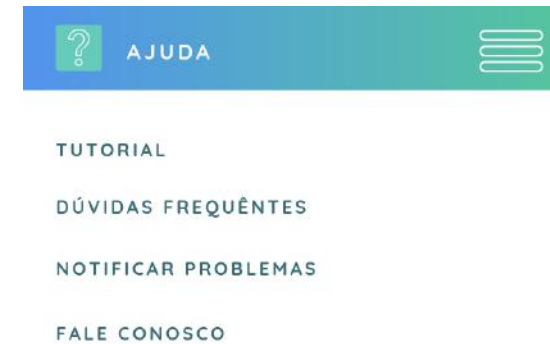 ? AJUDA
TUTORIAL
DÚVIDAS FREQUÊNTES
NOTIFICAR PROBLEMAS
FALE CONOSCO